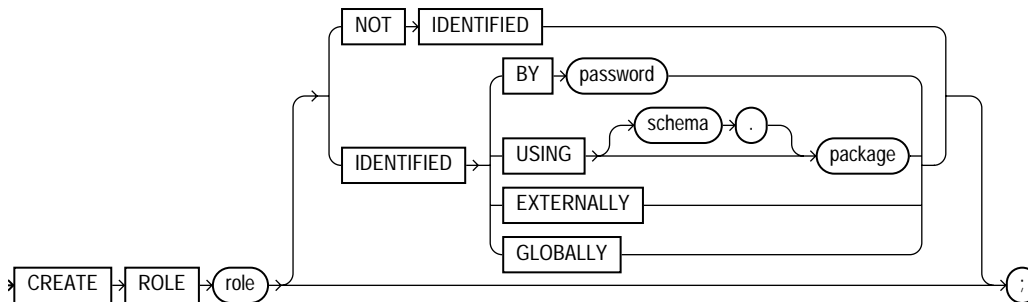 NOT IDENTIFIED
BY password
schema .
IDENTIFIED USING package
EXTERNALLY
GLOBALLY
CREATE ROLE role ;